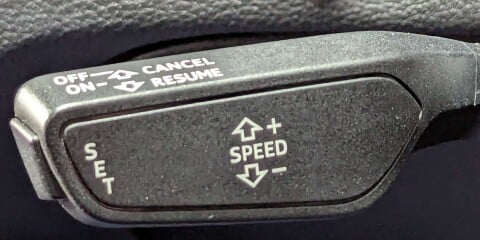 OFF CANCEL
ON RESUME
SET
+
SPEED
-